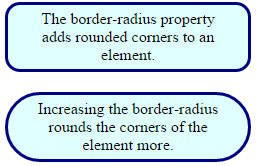 The border-radius property
adds rounded corners to an
element.
Increasing the border-radius
rounds the corners of the
element more.